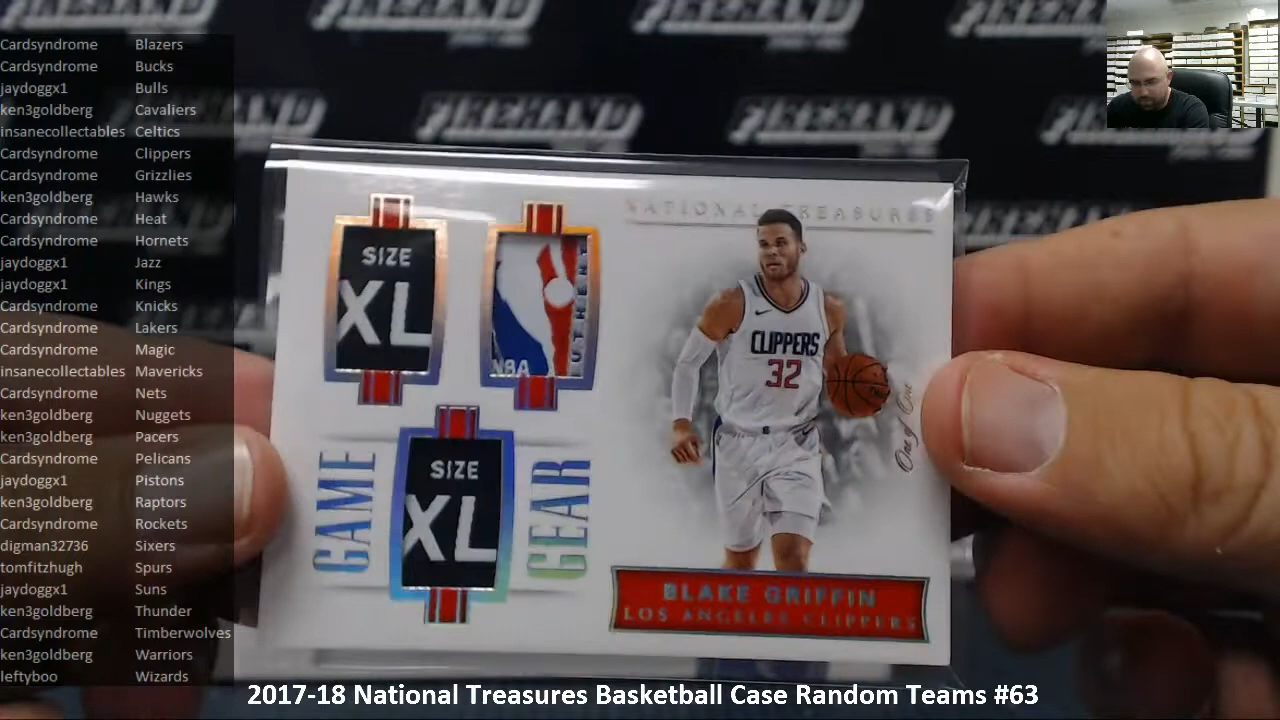 Cardsyndrome Blazers
Cardsyndrome Bucks
jaydoggx1 Bulls
ken3goldberg Cavaliers
insanecollectables Celtics
Cardsyndrome Clippers
Cardsyndrome Grizzlies
ken3goldberg Hawks
Cardsyndrome Heat
Cardsyndrome Hornets
jaydoggx1 Jazz
jaydoggx1 Kings
Cardsyndrome Knicks
Cardsyndrome Lakers
Cardsyndrome Magic
insanecollectables Mavericks
Cardsyndrome Nets
ken3goldberg Nuggets
ken3goldberg Pacers
Cardsyndrome Pelicans
jaydoggx1 Pistons
ken3goldberg Raptors
Cardsyndrome Rockets
digman32736 Sixers
tomfitzhugh Spurs
jaydoggx1 Suns
ken3goldberg Thunder
Cardsyndrome Timberwolves
ken3goldberg Warriors
leftyboo Wizards
FIREHAND
NATIONAL TREASURES
SIZE
XL
NBA
SIZE
XL
GAME GEAR
CLIPPERS
32
One of One
BLAKE GRIFFIN
LOS ANGELES CLIPPERS
2017-18 National Treasures Basketball Case Random Teams #63